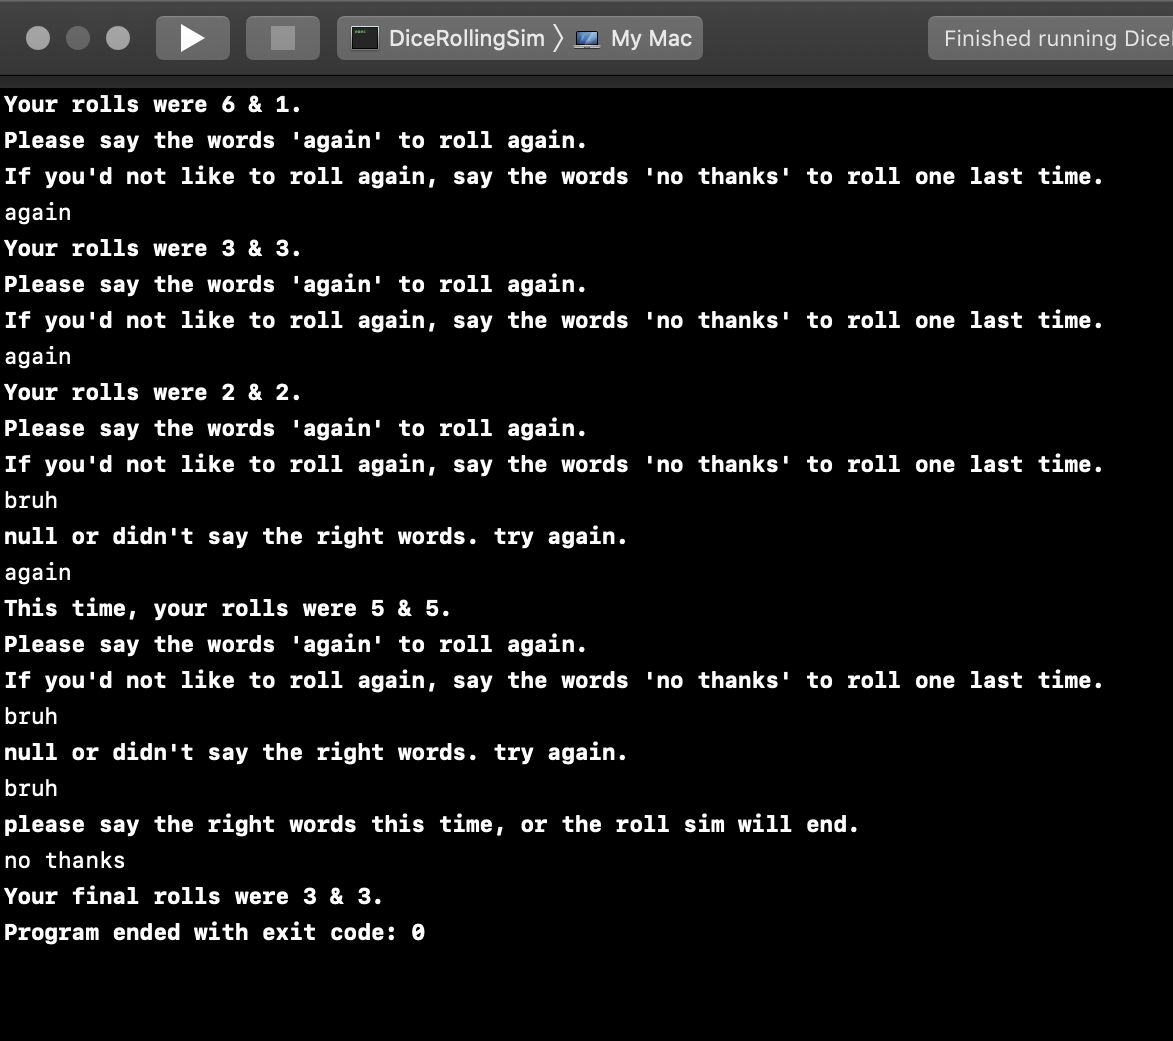 DiceRollingSim 〉 My Mac
Finished running Dice
Your rolls were 6 & 1.
Please say the words 'again' to roll again.
If you'd not like to roll again, say the words 'no thanks' to roll one last time.
again
Your rolls were 3 & 3.
Please say the words 'again' to roll again.
If you'd not like to roll again, say the words 'no thanks' to roll one last time.
again
Your rolls were 2 & 2.
Please say the words 'again' to roll again.
If you'd not like to roll again, say the words 'no thanks' to roll one last time.
bruh
null or didn't say the right words. try again.
again
This time, your rolls were 5 & 5.
Please say the words 'again' to roll again.
If you'd not like to roll again, say the words 'no thanks' to roll one last time.
bruh
null or didn't say the right words. try again.
bruh
please say the right words this time, or the roll sim will end.
no thanks
Your final rolls were 3 & 3.
Program ended with exit code: 0